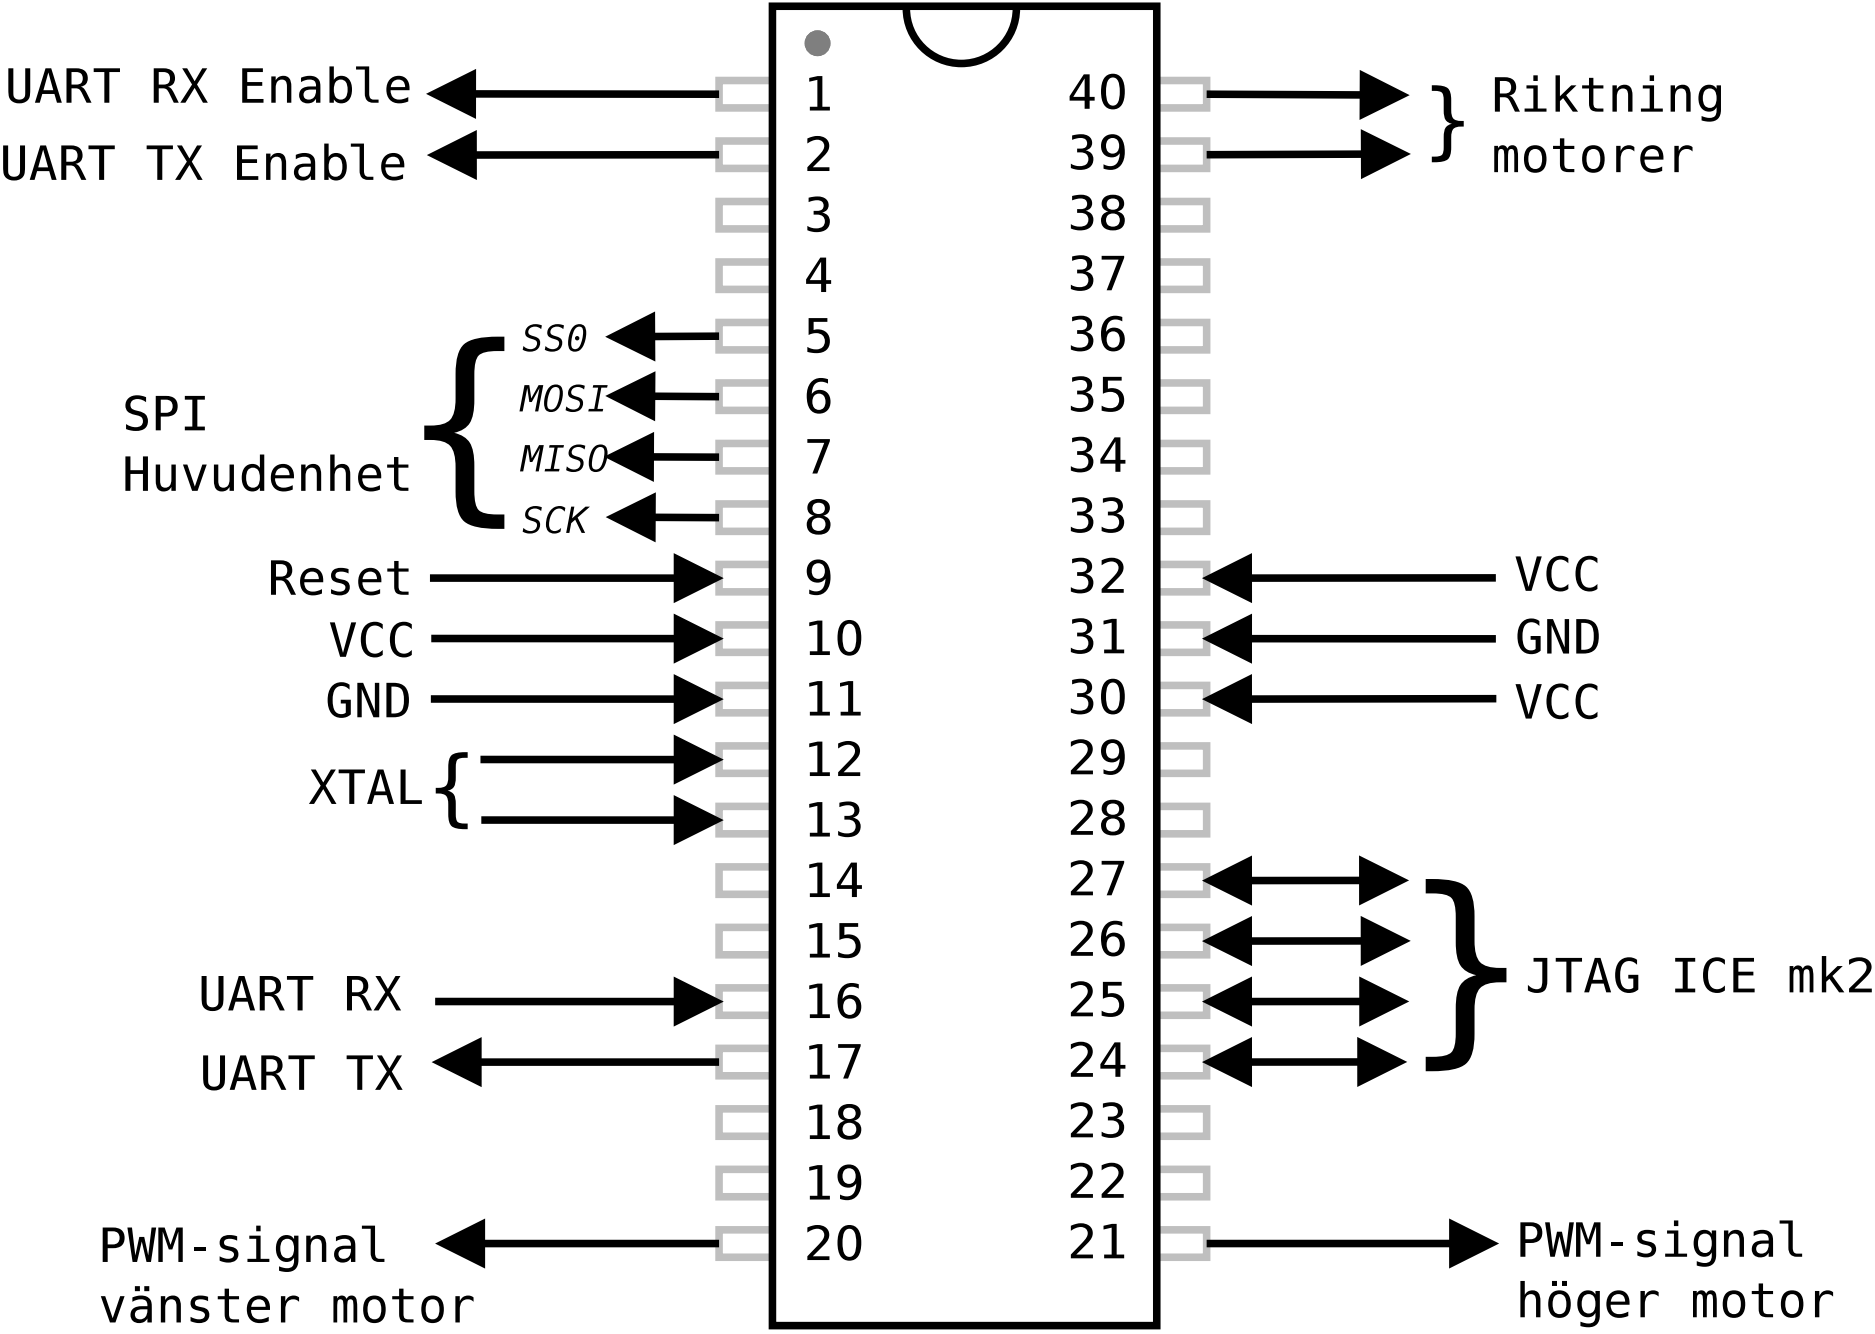 UART RX Enable
UART TX Enable
SPI
Huvudenhet
SS0
MOSI
MISO
SCK
Reset
VCC
GND
XTAL
UART RX
UART TX
PWM-signal
vänster motor
1
2
3
4
5
6
7
8
9
10
11
12
13
14
15
16
17
18
19
20
40
39
38
37
36
35
34
33
32
31
30
29
28
27
26
25
24
23
22
21
Riktning
motorer
VCC
GND
VCC
JTAG ICE mk2
PWM-signal
höger motor